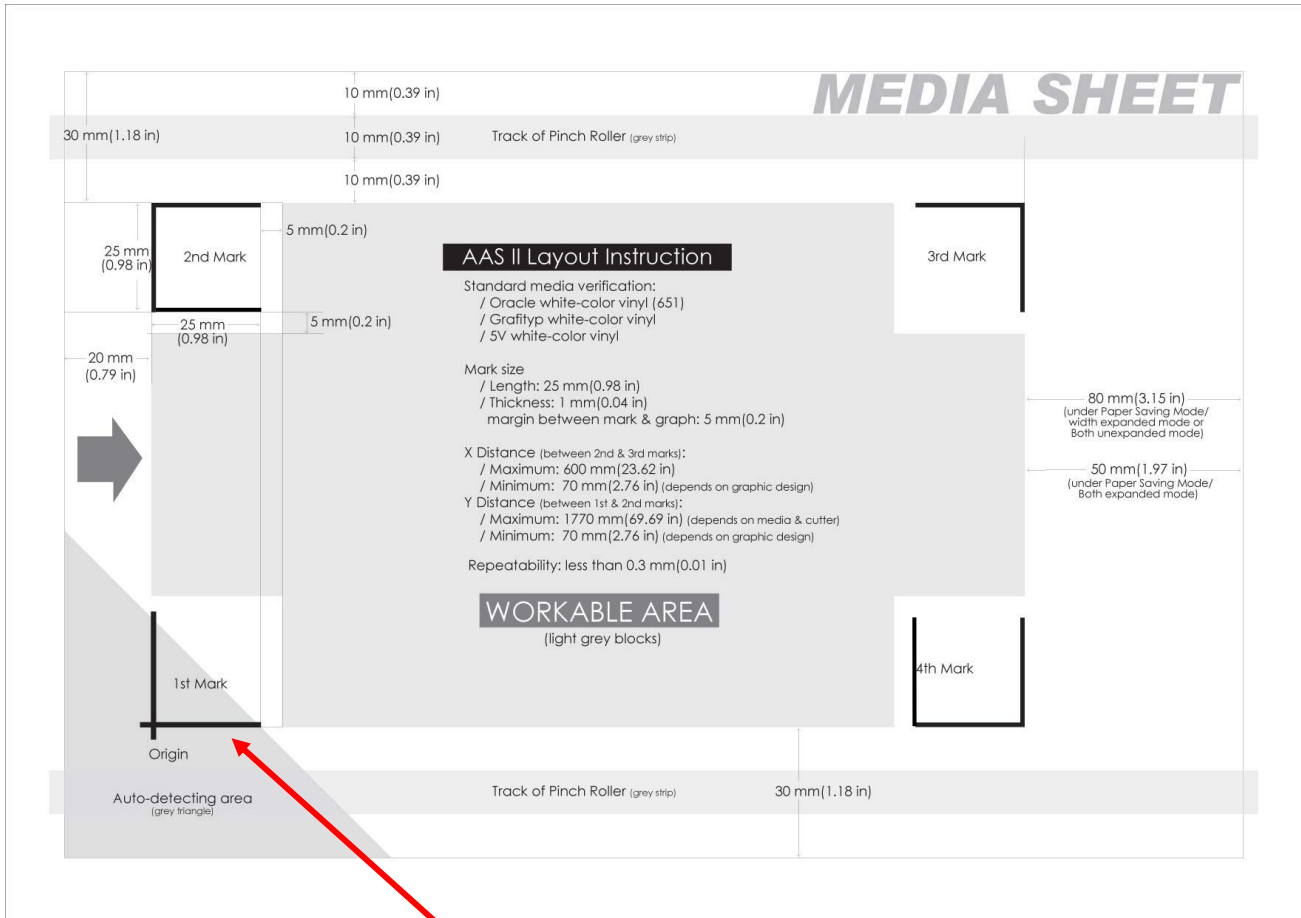 MEDIA SHEET
10 mm(0.39 in)
30 mm(1.18 in)
10 mm(0.39 in)
Track of Pinch Roller (grey strip)
10 mm(0.39 in)
5 mm(0.2 in)
25 mm
(0.98 in)
2nd Mark
3rd Mark
25 mm
(0.98 in)
5 mm(0.2 in)
20 mm
(0.79 in)
AAS II Layout Instruction
Standard media verification:
/ Oracle white-color vinyl (651)
/ Grafityp white-color vinyl
/ 5V white-color vinyl
Mark size
/ Length: 25 mm(0.98 in)
/ Thickness: 1 mm(0.04 in)
margin between mark & graph: 5 mm(0.2 in)
X Distance (between 2nd & 3rd marks):
/ Maximum: 600 mm(23.62 in)
/ Minimum: 70 mm(2.76 in) (depends on graphic design)
Y Distance (between 1st & 2nd marks):
/ Maximum: 1770 mm(69.69 in) (depends on media & cutter)
/ Minimum: 70 mm(2.76 in) (depends on graphic design)
Repeatability: less than 0.3 mm(0.01 in)
WORKABLE AREA
(light grey blocks)
80 mm(3.15 in)
(under Paper Saving Mode/
width expanded mode or
Both unexpanded mode)
50 mm(1.97 in)
(under Paper Saving Mode/
Both expanded mode)
1st Mark
4th Mark
Origin
Auto-detecting area
(grey triangle)
Track of Pinch Roller (grey strip)
30 mm(1.18 in)